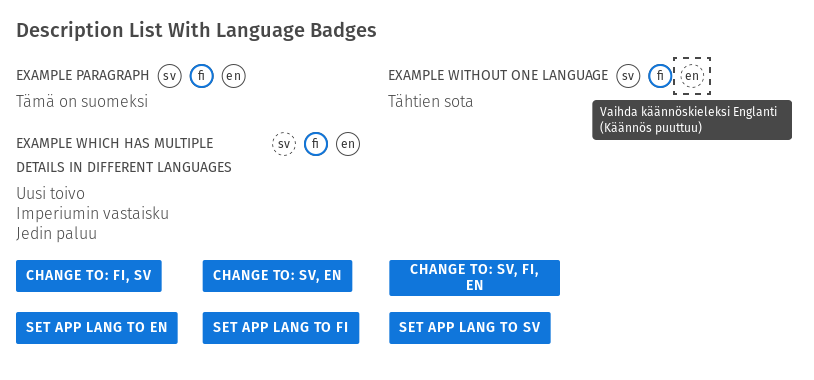 Description List With Language Badges
EXAMPLE PARAGRAPH sv fi en
Tämä on suomeksi
EXAMPLE WITHOUT ONE LANGUAGE sv fi en
Tähtien sota
Vaihda käännöskieleksi Englanti
(Käännös puuttuu)
EXAMPLE WHICH HAS MULTIPLE sv fi en
DETAILS IN DIFFERENT LANGUAGES
Uusi toivo
Imperiumin vastaisku
Jedin paluu
CHANGE TO: FI, SV
CHANGE TO: SV, EN
CHANGE TO: SV, FI,
EN
SET APP LANG TO EN
SET APP LANG TO FI
SET APP LANG TO SV